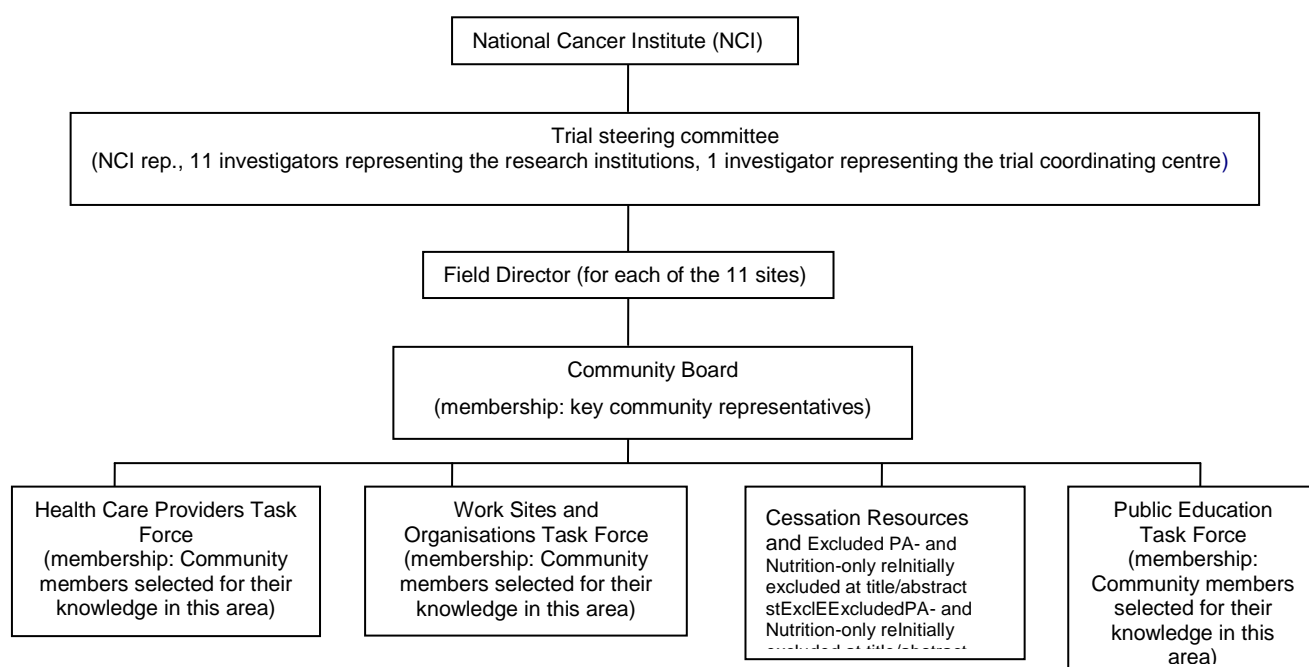 National Cancer Institute (NCI)
Trial steering committee
(NCI rep., 11 investigators representing the research institutions, 1 investigator representing the trial coordinating centre)
Field Director (for each of the 11 sites)
Community Board
(membership: key community representatives)
Health Care Providers Task
Force
(membership: Community
members selected for their
knowledge in this area)
Work Sites and
Organisations Task Force
(membership: Community
members selected for their
knowledge in this area)
Cessation Resources
and Excluded PA- and
Nutrition-only reInitially
excluded at title/abstract
stExclEExcludedPA- and
Nutrition-only reInitially
excluded at title/abstract
Public Education
Task Force
(membership:
Community members
selected for their
knowledge in this
area)